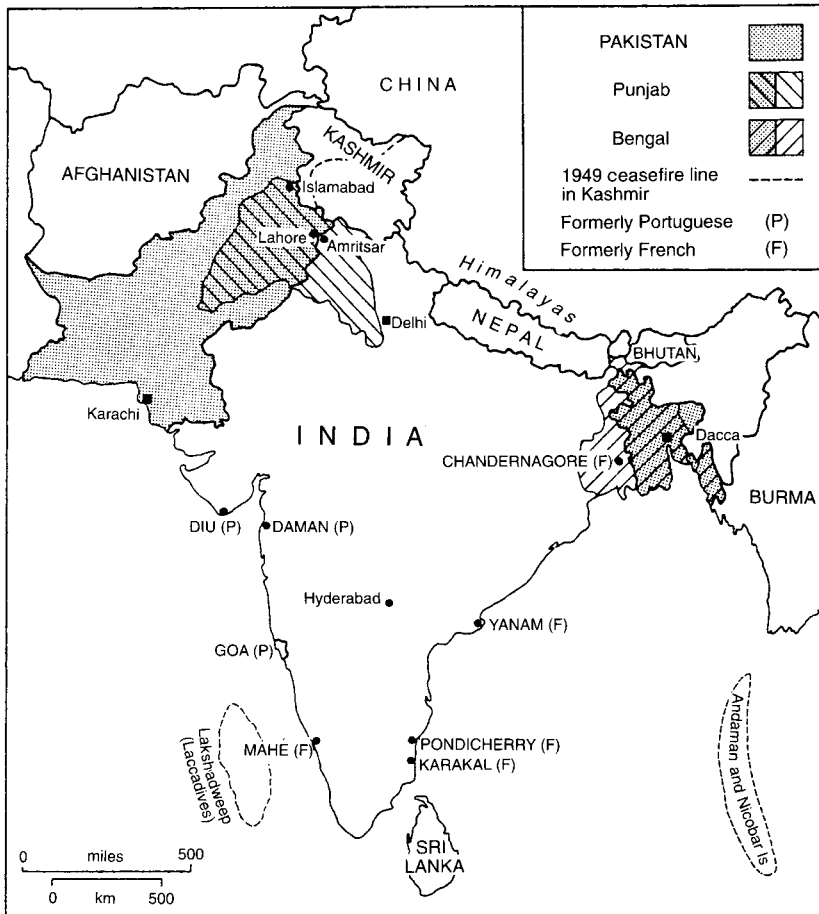 PAKISTAN
Punjab
Bengal
1949 ceasefire line
in Kashmir
Formerly Portuguese (P)
Formerly French (F)
CHINA
KASHMIR
AFGHANISTAN
Islamabad
Lahore
Amritsar
Himalayas
Delhi
NEPAL
BHUTAN
Karachi
INDIA
Dacca
CHANDERNAGORE (F)
BURMA
DIU (P)
DAMAN (P)
Hyderabad
YANAM (F)
GOA (P)
Lakshadweep
(Laccadives)
MAHE (F)
PONDICHERRY (F)
KARAKAL (F)
Andaman and Nicobar Is
SRI
LANKA
0 miles 500
0 km 500